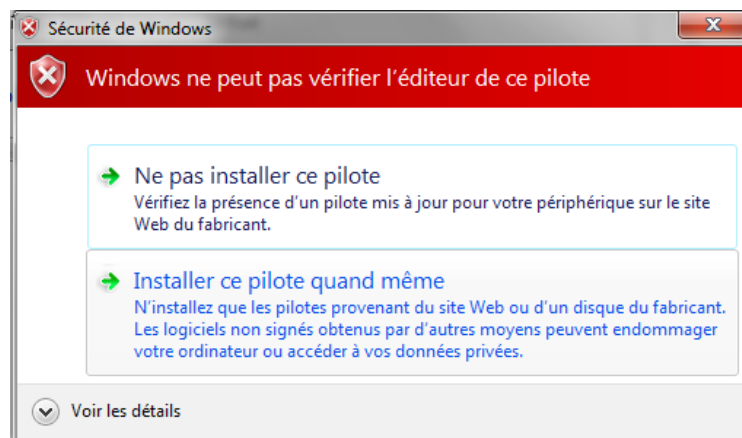 Sécurité de Windows
Windows ne peut pas vérifier l’éditeur de ce pilote
Ne pas installer ce pilote
Vérifiez la présence d’un pilote mis à jour pour votre périphérique sur le site
Web du fabricant.
Installer ce pilote quand même
N’installez que les pilotes provenant du site Web ou d’un disque du fabricant.
Les logiciels non signés obtenus par d’autres moyens peuvent endommager
votre ordinateur ou accéder à vos données privées.
Voir les détails